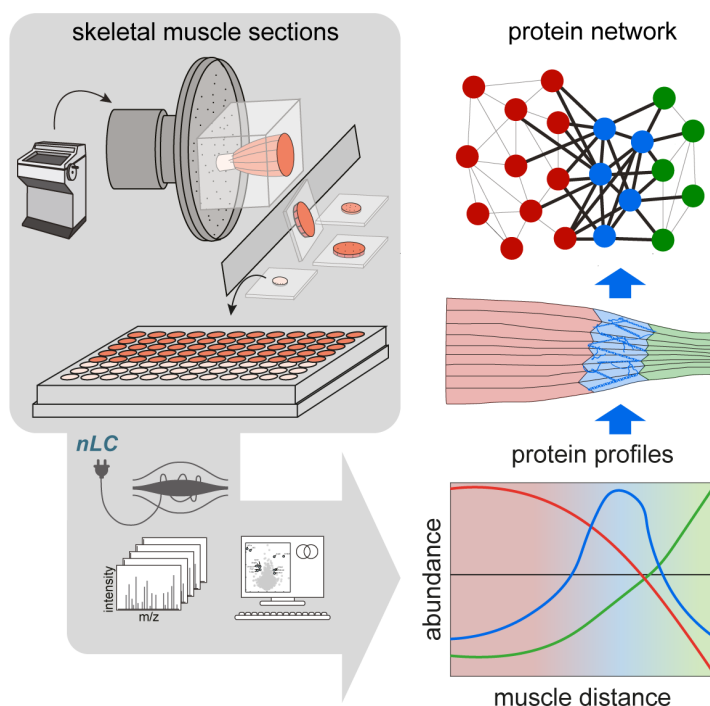 skeletal muscle sections
nLC
intensity
m/z
protein network
protein profiles
abundance
muscle distance